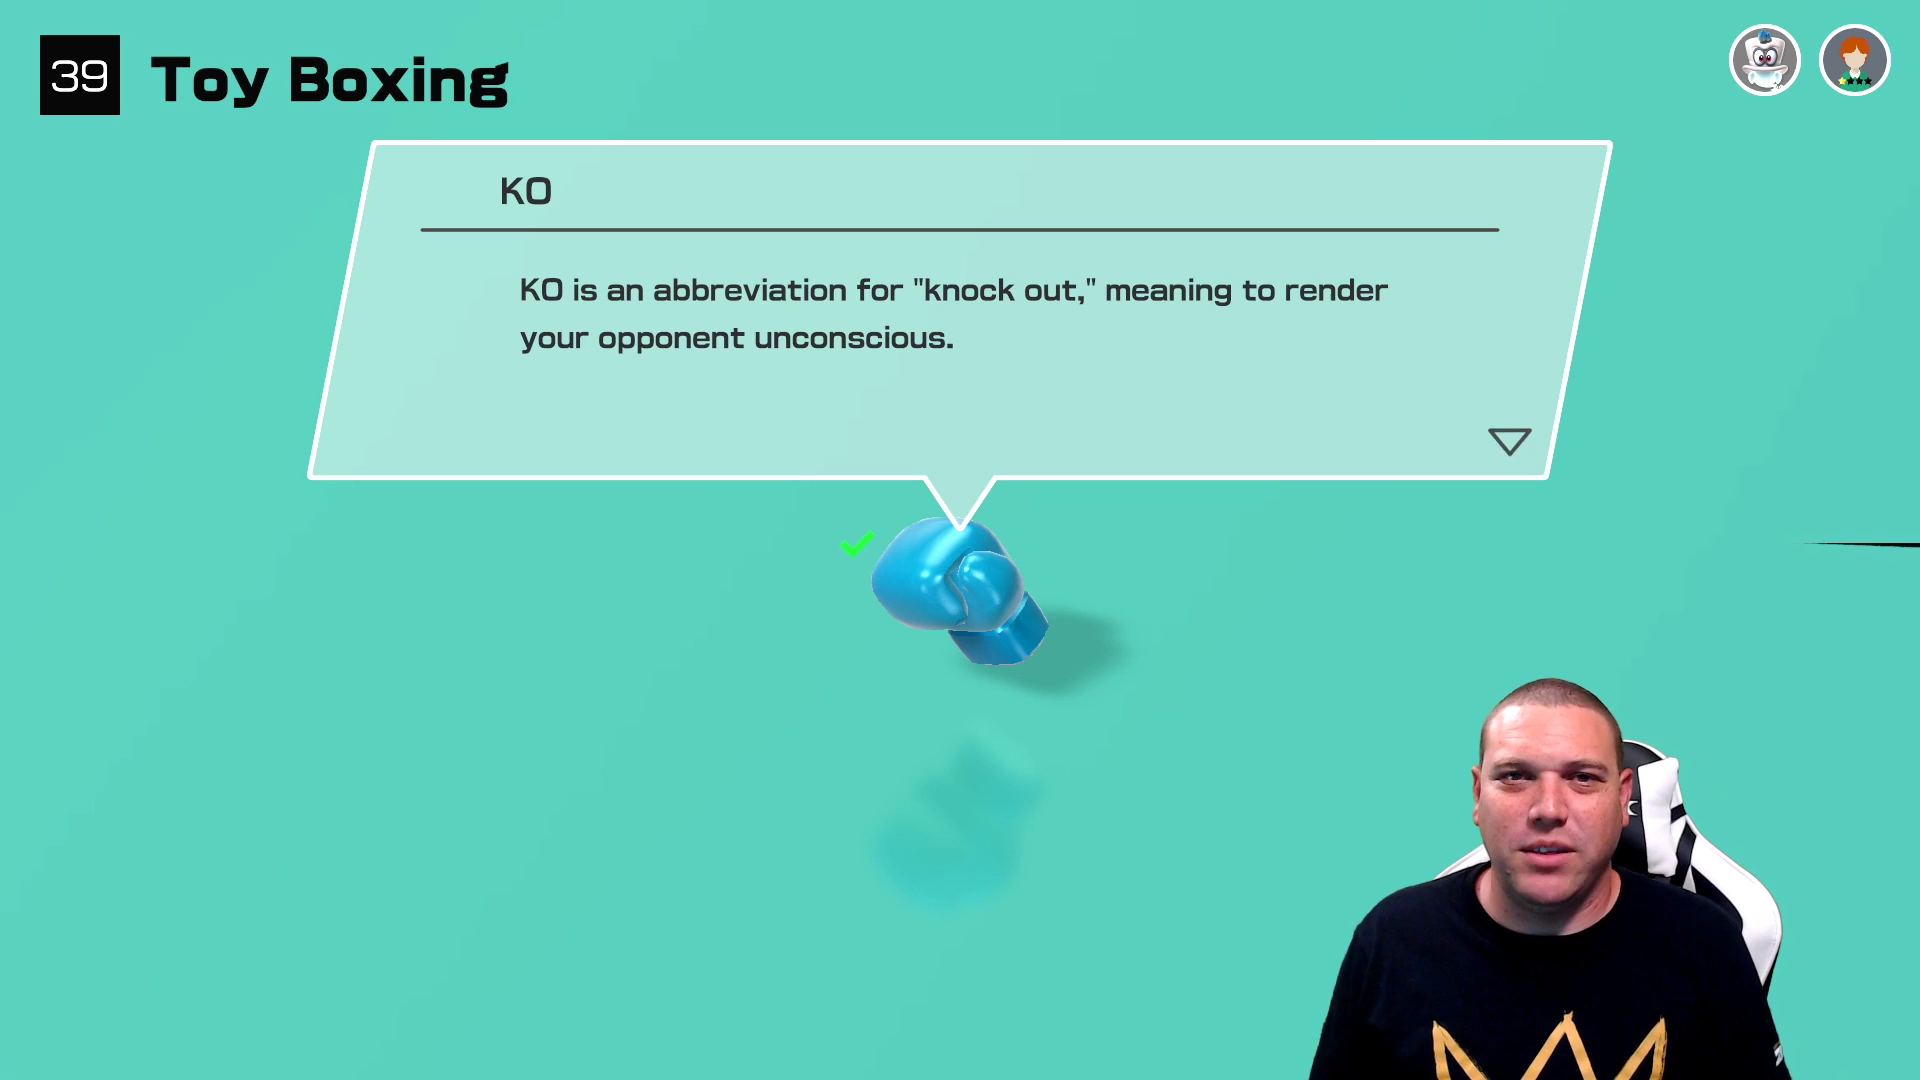 39
Toy Boxing
KO
KO is an abbreviation for "knock out," meaning to render
your opponent unconscious.